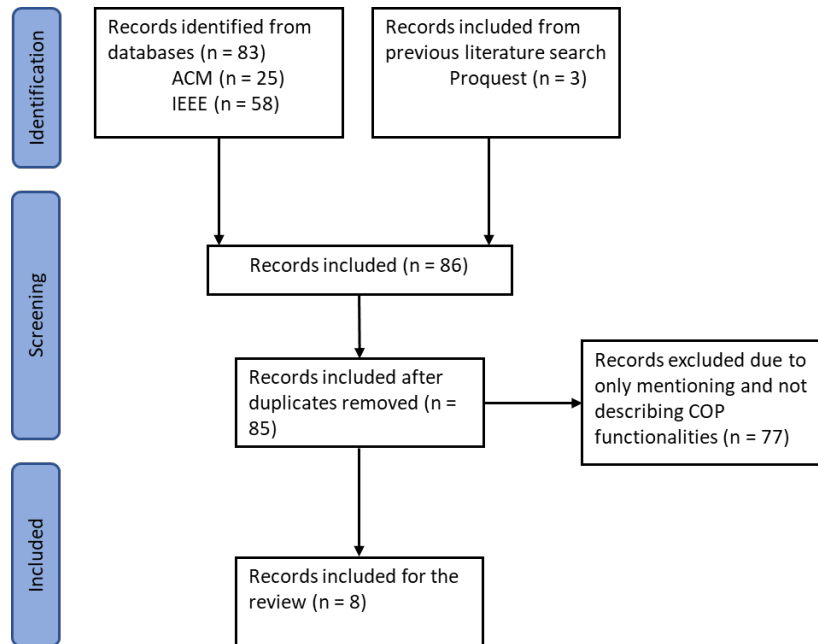 Identification
Records identified from
databases (n = 83)
ACM (n = 25)
IEEE (n = 58)
Records included from
previous literature search
Proquest (n = 3)
Screening
Records included (n = 86)
Records included after
duplicates removed (n =
85)
Records excluded due to
only mentioning and not
describing COP
functionalities (n = 77)
Included
Records included for the
review (n = 8)